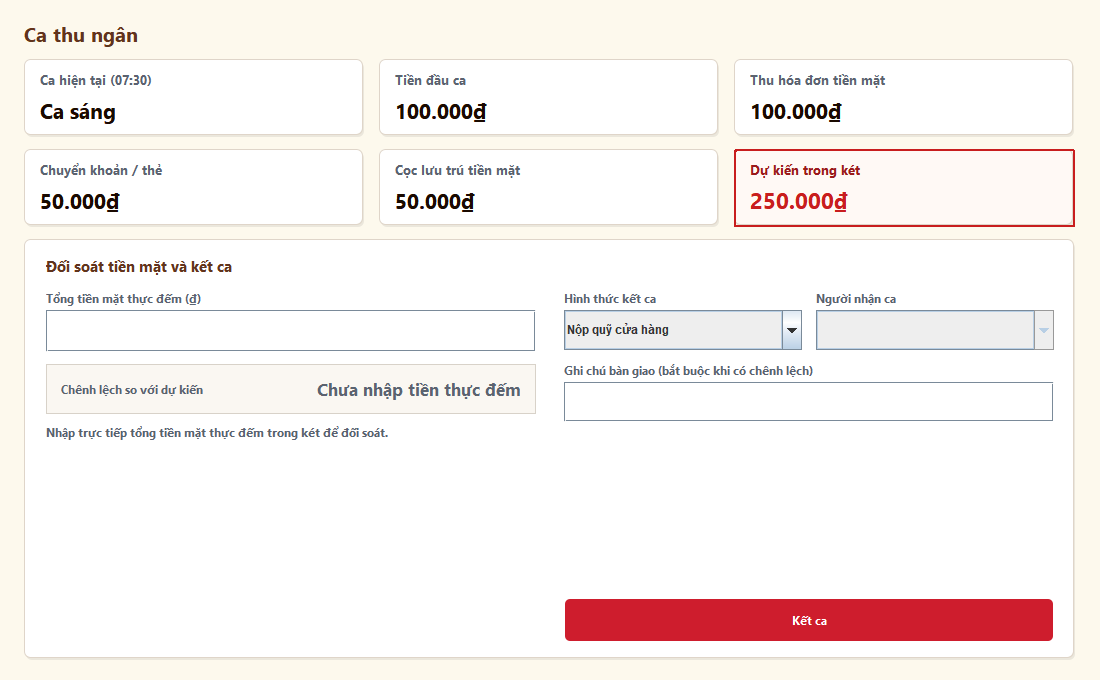 Ca thu ngân
Ca hiện tại (07:30)
Ca sáng
Tiền đầu ca
100.000₫
Thu hóa đơn tiền mặt
100.000₫
Chuyển khoản / thẻ
50.000₫
Cọc lưu trú tiền mặt
50.000₫
Dự kiến trong két
250.000₫
Đối soát tiền mặt và kết ca
Tổng tiền mặt thực đếm (₫)
Chênh lệch so với dự kiến
Chưa nhập tiền thực đếm
Nhập trực tiếp tổng tiền mặt thực đếm trong két để đối soát.
Hình thức kết ca
Nộp quỹ cửa hàng
Người nhận ca
Ghi chú bàn giao (bắt buộc khi có chênh lệch)
Kết ca